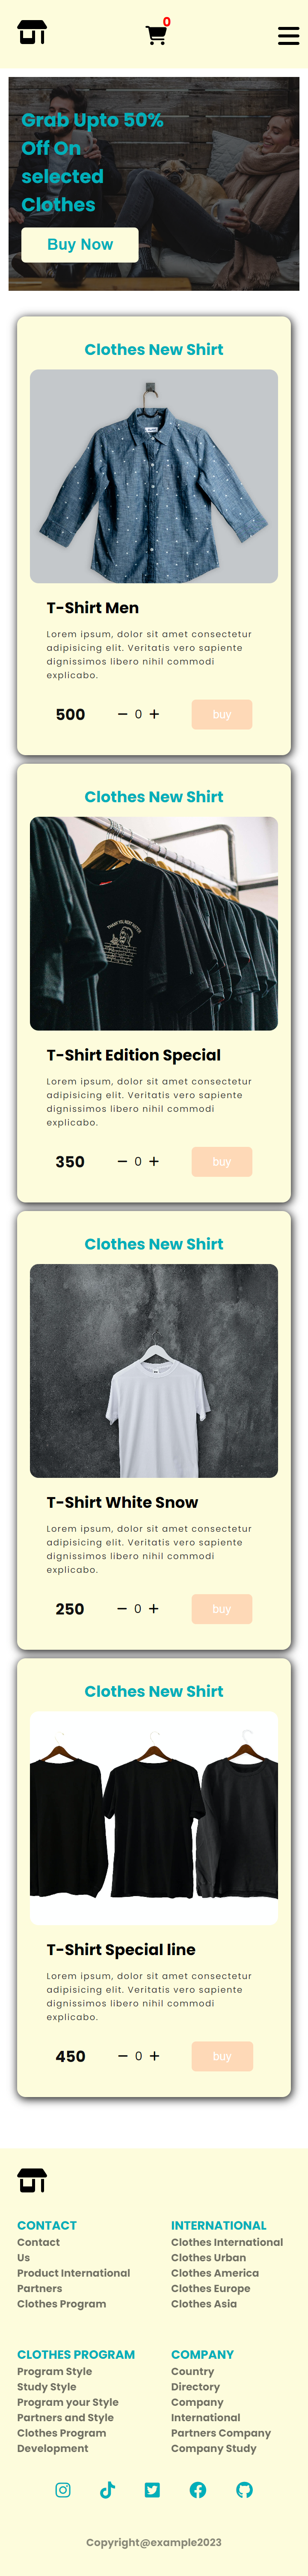 0
Grab Upto 50%
Off On
selected
Clothes
Buy Now
Clothes New Shirt
T-Shirt Men
Lorem ipsum, dolor sit amet consectetur
adipisicing elit. Veritatis vero sapiente
dignissimos libero nihil commodi
explicabo.
500 − 0 + buy
Clothes New Shirt
T-Shirt Edition Special
Lorem ipsum, dolor sit amet consectetur
adipisicing elit. Veritatis vero sapiente
dignissimos libero nihil commodi
explicabo.
350 − 0 + buy
Clothes New Shirt
T-Shirt White Snow
Lorem ipsum, dolor sit amet consectetur
adipisicing elit. Veritatis vero sapiente
dignissimos libero nihil commodi
explicabo.
250 − 0 + buy
Clothes New Shirt
T-Shirt Special line
Lorem ipsum, dolor sit amet consectetur
adipisicing elit. Veritatis vero sapiente
dignissimos libero nihil commodi
explicabo.
450 − 0 + buy
CONTACT
Contact
Us
Product International
Partners
Clothes Program
INTERNATIONAL
Clothes International
Clothes Urban
Clothes America
Clothes Europe
Clothes Asia
CLOTHES PROGRAM
Program Style
Study Style
Program your Style
Partners and Style
Clothes Program
Development
COMPANY
Country
Directory
Company
International
Partners Company
Company Study
Copyright@example2023